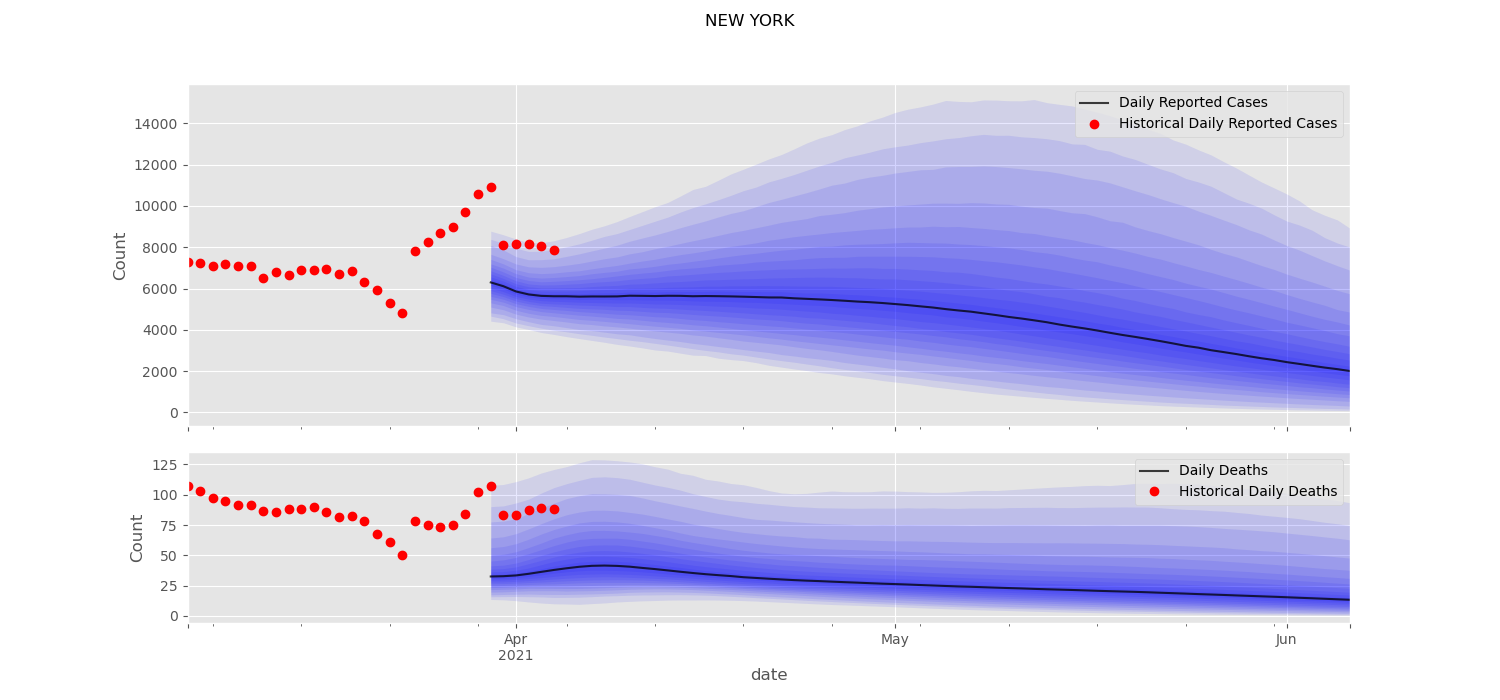 NEW YORK
Daily Reported Cases
Historical Daily Reported Cases
14000
12000
10000
8000
6000
4000
2000
0
Count
Daily Deaths
Historical Daily Deaths
125
100
75
50
25
0
Count
Apr
2021
May
Jun
date